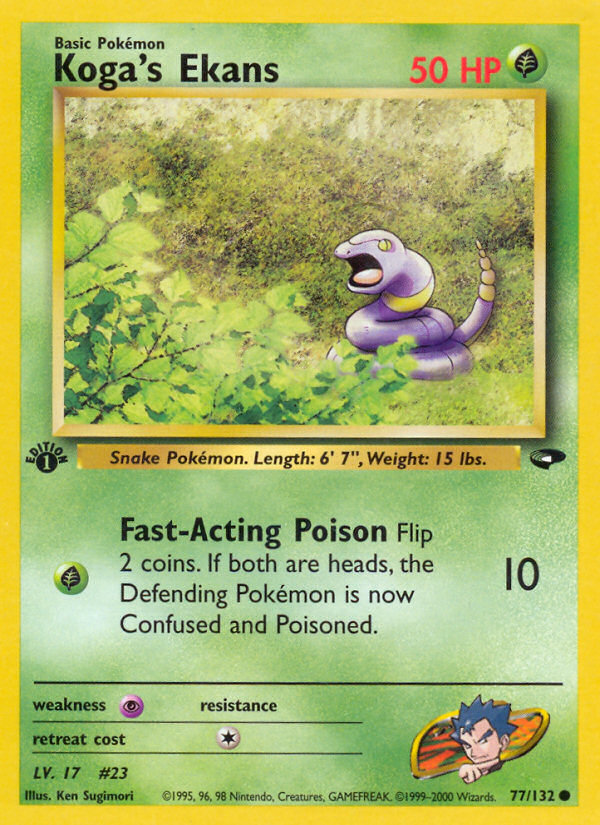 Basic Pokémon
Koga's Ekans 50 HP
EDITION 1
Snake Pokémon. Length: 6' 7", Weight: 15 lbs.
Fast-Acting Poison Flip
2 coins. If both are heads, the
Defending Pokémon is now
Confused and Poisoned.
10
weakness resistance
retreat cost
LV. 17 #23
Illus. Ken Sugimori ©1995, 96, 98 Nintendo, Creatures, GAMEFREAK. ©1999-2000 Wizards. 77/132